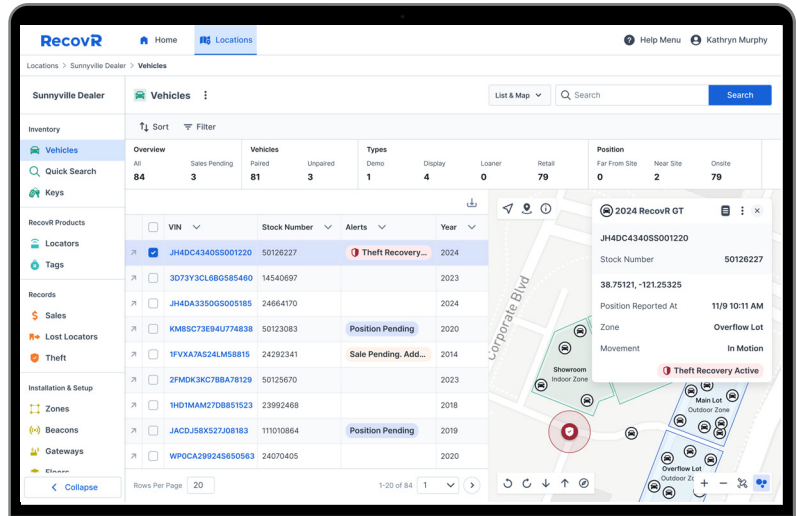 RecovR
Home
Locations
Help Menu
Kathryn Murphy
Locations > Sunnyville Dealer > Vehicles
Sunnyville Dealer
Vehicles
List & Map
Search
Search
Inventory
Vehicles
Quick Search
Keys
RecovR Products
Locators
Tags
Records
Sales
Lost Locators
Theft
Installation & Setup
Zones
Beacons
Gateways
Floors
Collapse
Sort
Filter
Overview Vehicles Types Position
All Sales Pending Paired Unpaired Demo Display Loaner Retail Far From Site Near Site Onsite
84 3 81 3 1 4 0 79 0 2 79
VIN Stock Number Alerts Year
JH4DC4340SS001220 50126227 Theft Recovery... 2024
3D73Y3CL6BG585460 14540697 2023
JH4DA3350GS005185 24664170 2024
KM8SC73E94U774838 50123083 Position Pending 2020
1FVXA7AS24LM58815 24292341 Sale Pending. Add... 2014
2FMDK3KC7BBA78129 50125670 2023
1HD1MAM27DB851523 23992468 2018
JACDJ58X527J08183 111010864 Position Pending 2019
WP0CA29924S650563 24070405 2020
Rows Per Page 20
1-20 of 84 1
2024 RecovR GT
JH4DC4340SS001220
Stock Number 50126227
38.75121, -121.25325
Position Reported At 11/9 10:11 AM
Zone Overflow Lot
Movement In Motion
Theft Recovery Active
Corporate Blvd
Showroom
Indoor Zone
Main Lot
Outdoor Zone
Overflow Lot
Outdoor Zo